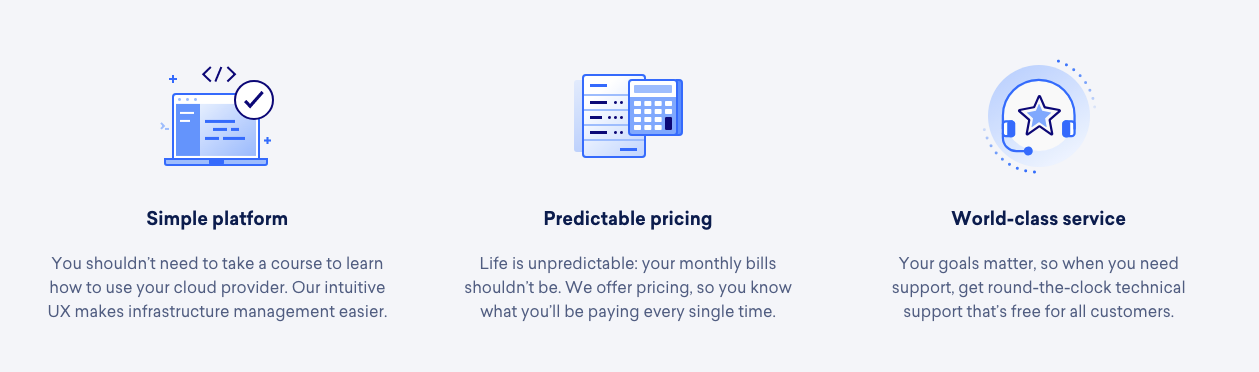 Simple platform
You shouldn't need to take a course to learn
how to use your cloud provider. Our intuitive
UX makes infrastructure management easier.
Predictable pricing
Life is unpredictable: your monthly bills
shouldn't be. We offer pricing, so you know
what you'll be paying every single time.
World-class service
Your goals matter, so when you need
support, get round-the-clock technical
support that's free for all customers.